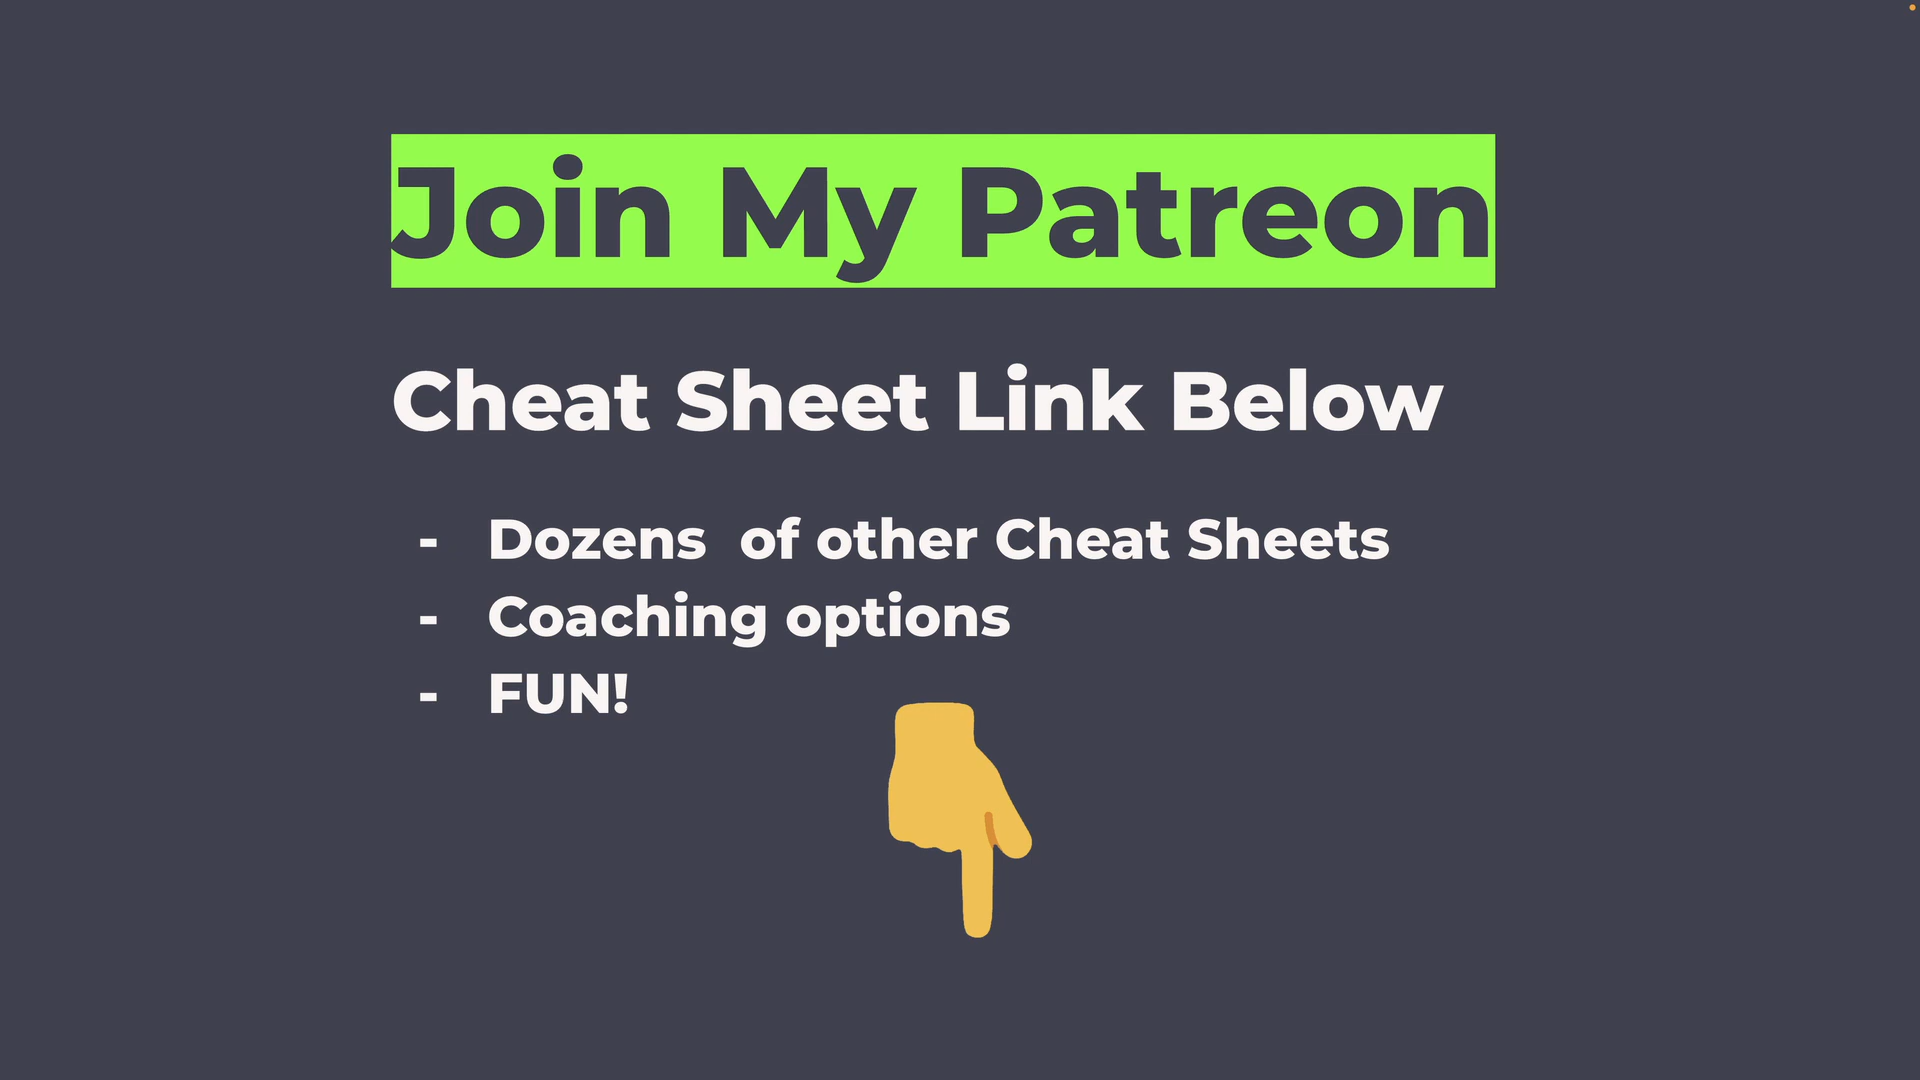 Join My Patreon
Cheat Sheet Link Below
- Dozens  of other Cheat Sheets
- Coaching options
- FUN!